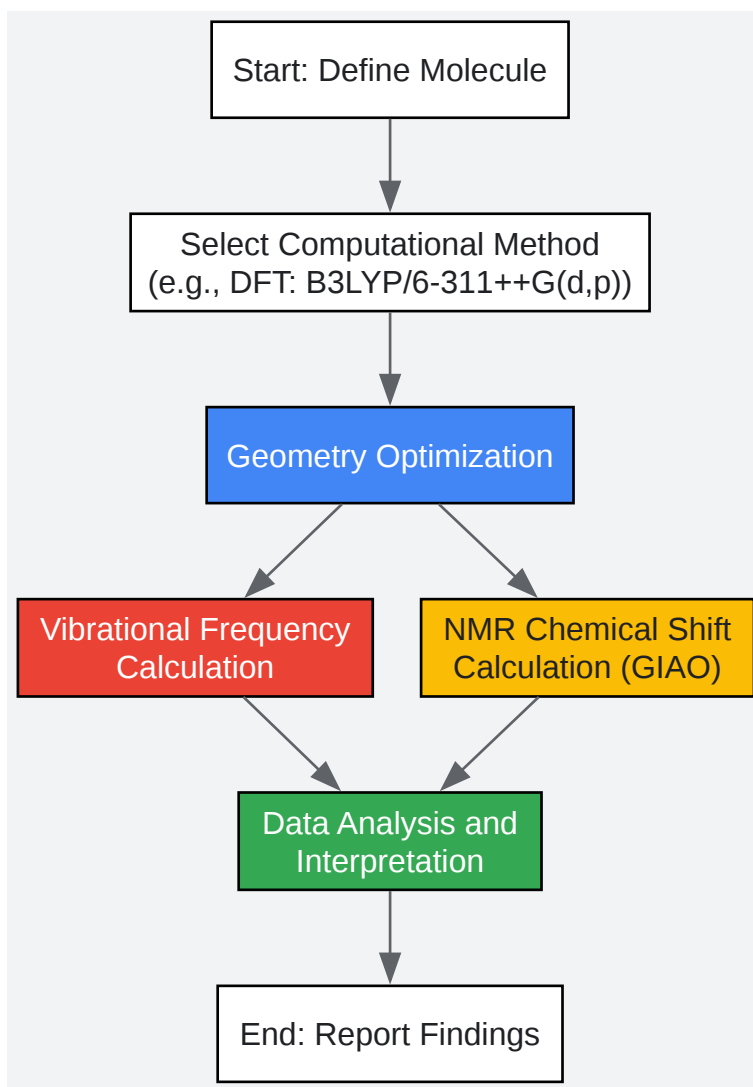 Start: Define Molecule
Select Computational Method
(e.g., DFT: B3LYP/6-311++G(d,p))
Geometry Optimization
Vibrational Frequency
Calculation
NMR Chemical Shift
Calculation (GIAO)
Data Analysis and
Interpretation
End: Report Findings